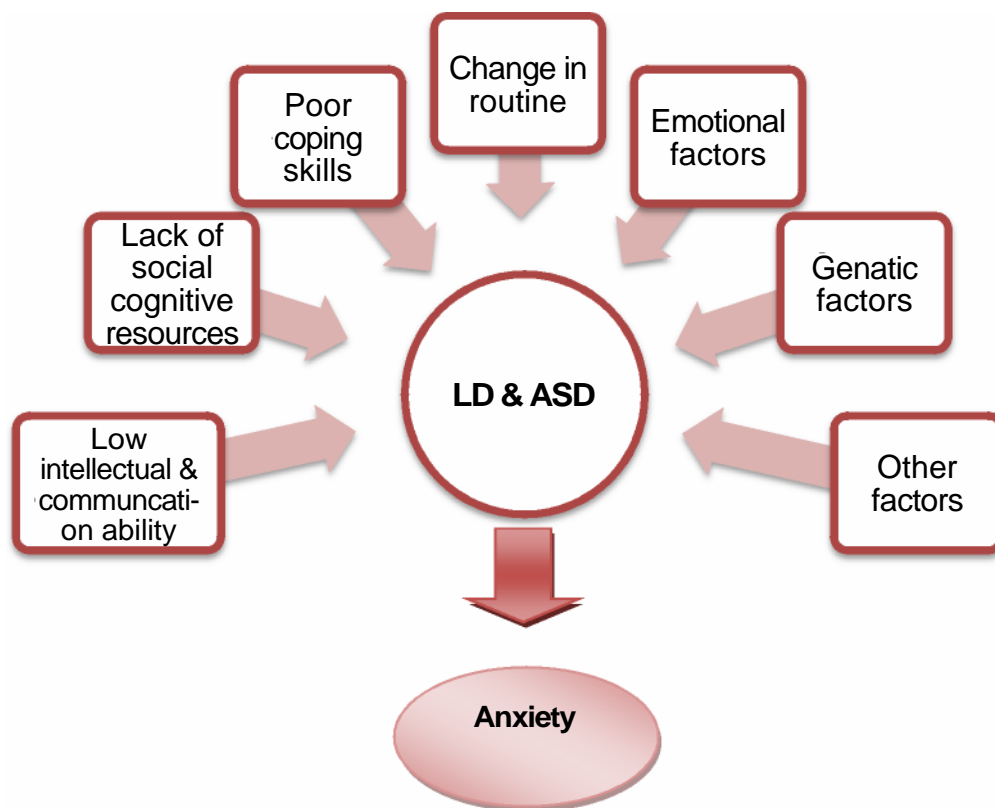 Change in
routine
Poor
coping
skills
Emotional
factors
Lack of
social
cognitive
resources
Genatic
factors
LD & ASD
Low
intellectual &
communcati-
on ability
Other
factors
Anxiety